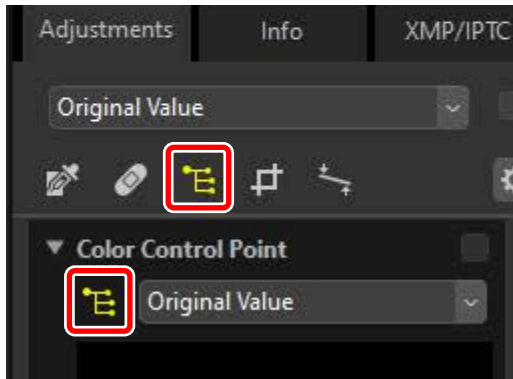 Adjustments Info XMP/IPTC
Original Value
Color Control Point
Original Value